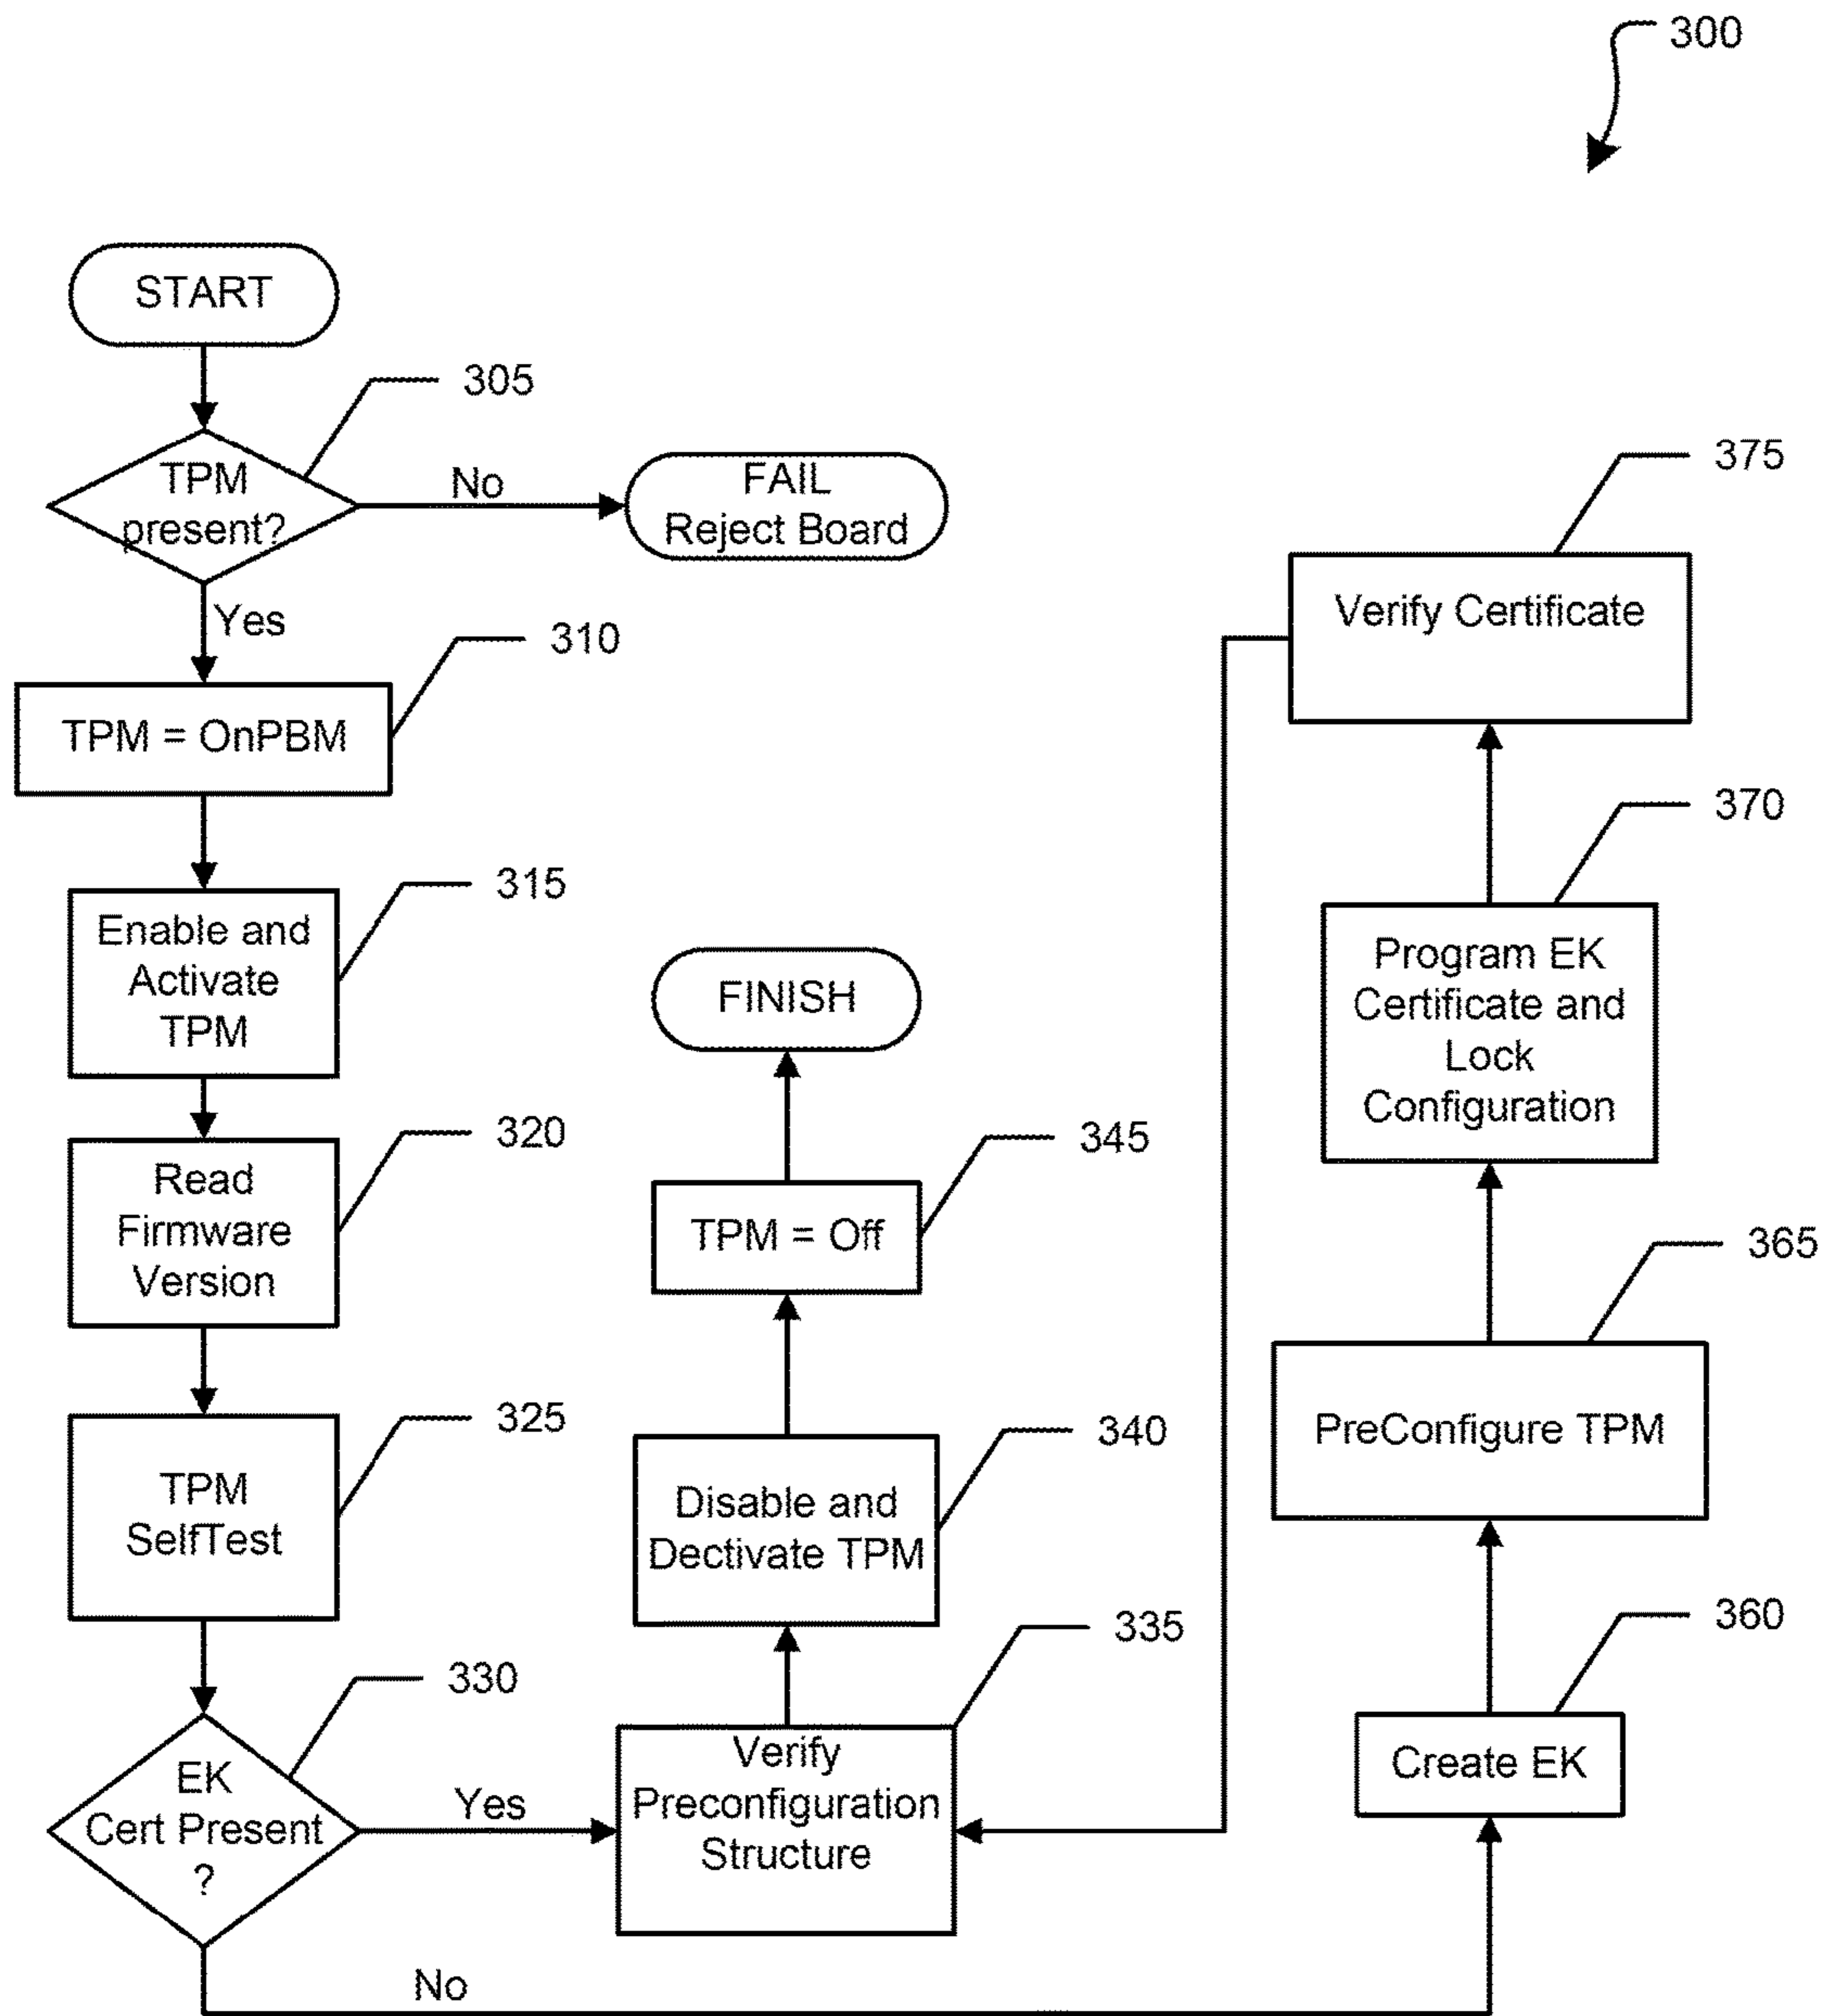 300
START
305
TPM
present?
No
FAIL
Reject Board
Yes
310
TPM = OnPBM
315
Enable and
Activate
TPM
320
Read
Firmware
Version
325
TPM
SelfTest
330
EK
Cert Present
?
Yes
No
335
Verify
Preconfiguration
Structure
340
Disable and
Dectivate TPM
345
TPM = Off
FINISH
375
Verify Certificate
370
Program EK
Certificate and
Lock
Configuration
365
PreConfigure TPM
360
Create EK